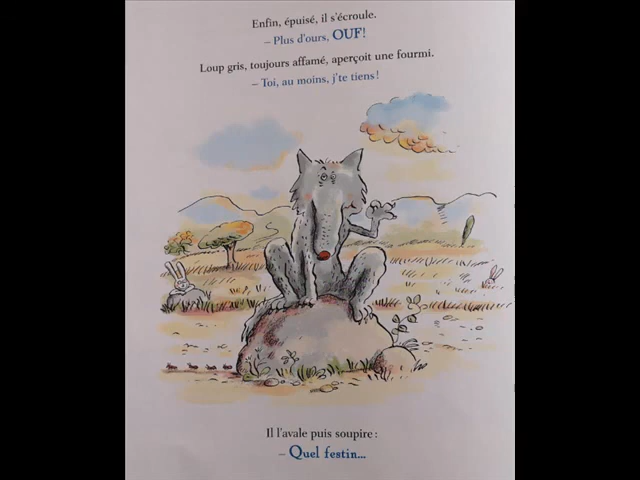 Enfin, épuisé, il s'écroule.
– Plus d'ours, OUF!
Loup gris, toujours affamé, aperçoit une fourmi.
– Toi, au moins, j'te tiens!
Il l'avale puis soupire :
– Quel festin...